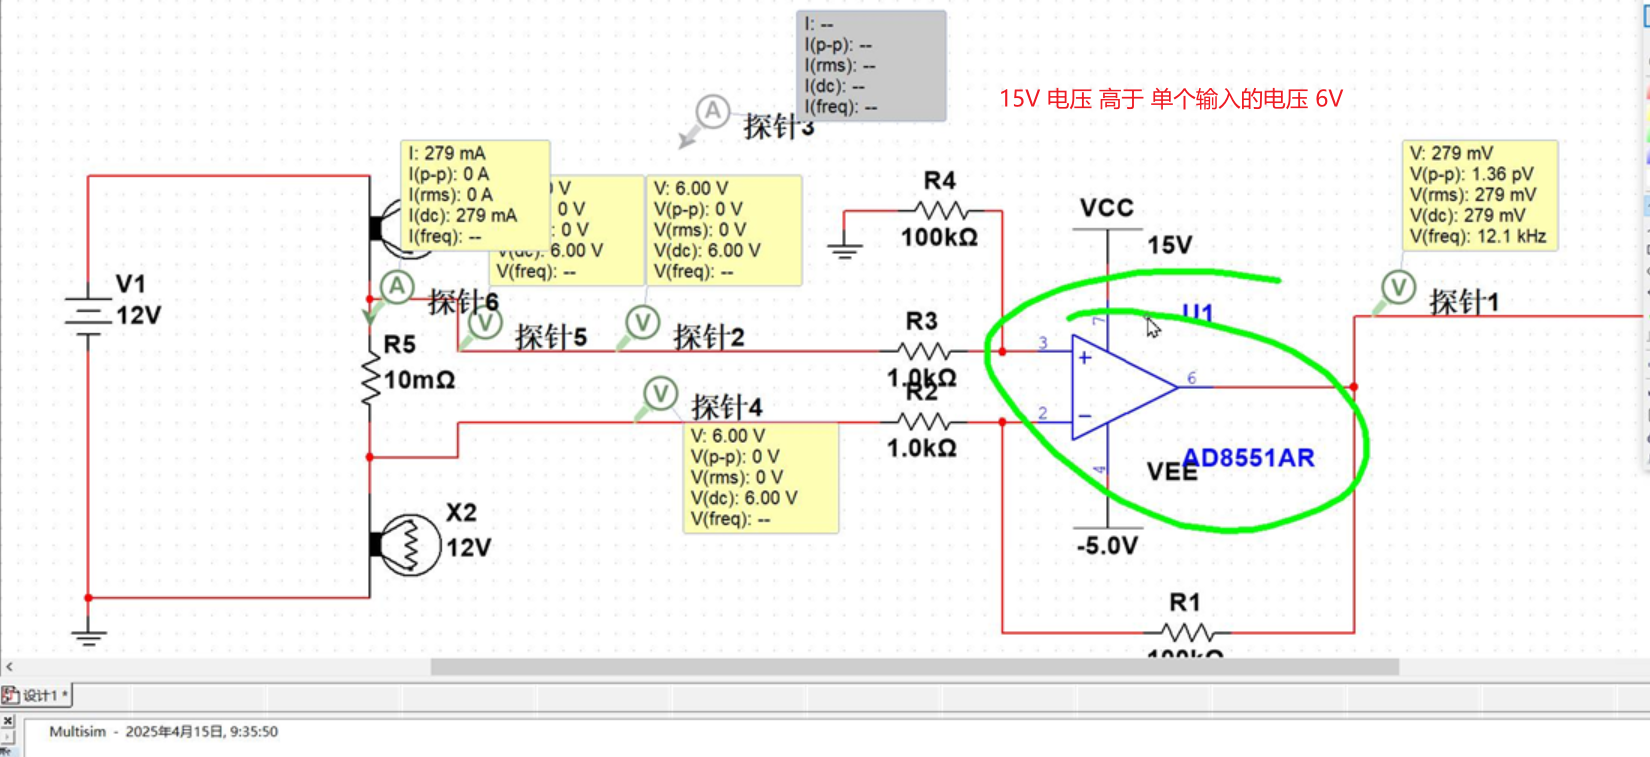 I: --
I(p-p): --
I(rms): --
I(dc): --
I(freq): --
探针3
15V 电压 高于 单个输入的电压 6V
I: 279 mA
I(p-p): 0 A
I(rms): 0 A
I(dc): 279 mA
I(freq): --
V
0 V
: 0 V
V(dc): 6.00 V
V(freq): --
V: 6.00 V
V(p-p): 0 V
V(rms): 0 V
V(dc): 6.00 V
V(freq): --
V: 279 mV
V(p-p): 1.36 pV
V(rms): 279 mV
V(dc): 279 mV
V(freq): 12.1 kHz
R4
100kΩ
VCC
15V
V1
12V
A
A
探针6
V
探针5
V
探针2
V
探针1
U1
7
R5
10mΩ
R3
1.0kΩ
3
+
6
V
探针4
R2
1.0kΩ
2
−
V: 6.00 V
V(p-p): 0 V
V(rms): 0 V
V(dc): 6.00 V
V(freq): --
4
VEE
AD8551AR
-5.0V
X2
12V
R1
100kΩ
设计1 *
Multisim - 2025年4月15日, 9:35:50